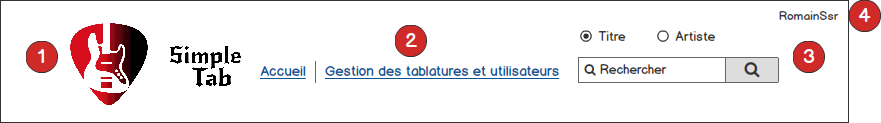 RomainSsr
4
1
Simple
Tab
2
Accueil
Gestion des tablatures et utilisateurs
Titre
Artiste
Rechercher
3